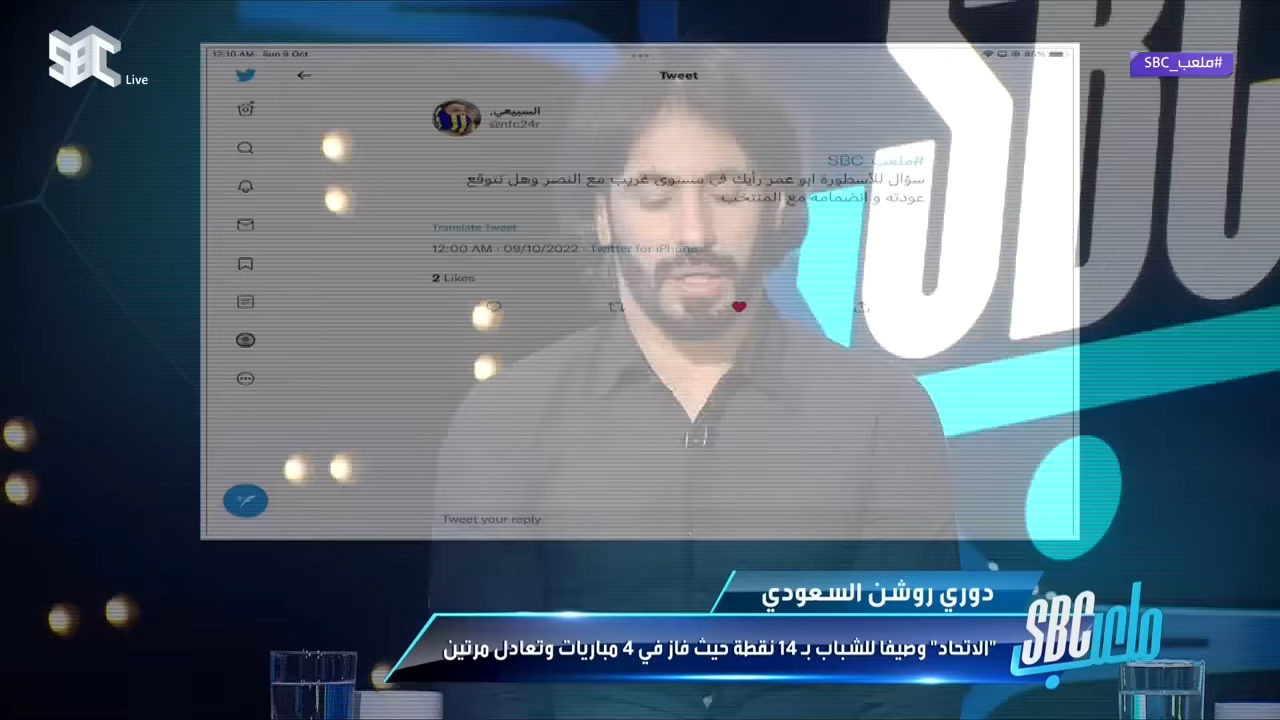 SBC
Live
#ملعب_SBC
12:10 AM Sun 9 Oct
86%
Tweet
السبيعي.
@nfc24r
#ملعب_SBC
سؤال للأسطورة ابو عمر رأيك في مستوى غريب مع النصر وهل تتوقع
عودته و انضمامه مع المنتخب
Translate Tweet
12:00 AM · 09/10/2022 · Twitter for iPhone
2 Likes
Tweet your reply
SBC
دوري روشن السعودي
"الاتحاد" وصيفا للشباب بـ 14 نقطة حيث فاز في 4 مباريات وتعادل مرتين
ملعب SBC